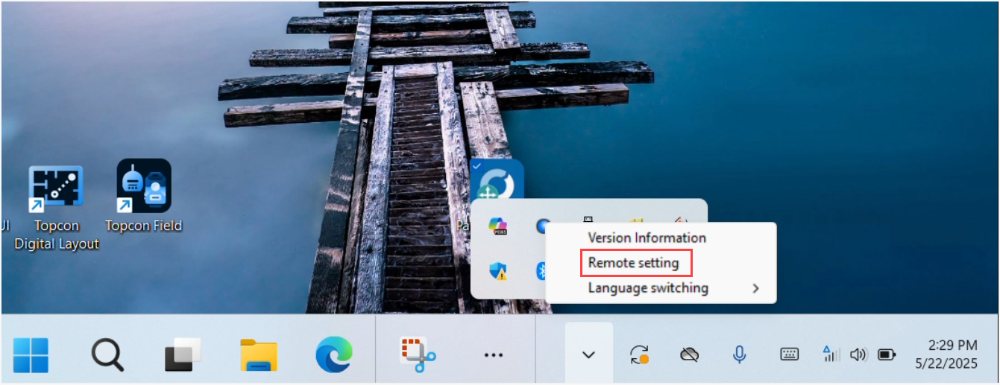 UI
Topcon
Digital Layout
Topcon Field
Pa
M365
Version Information
Remote setting
Language switching
2:29 PM
5/22/2025